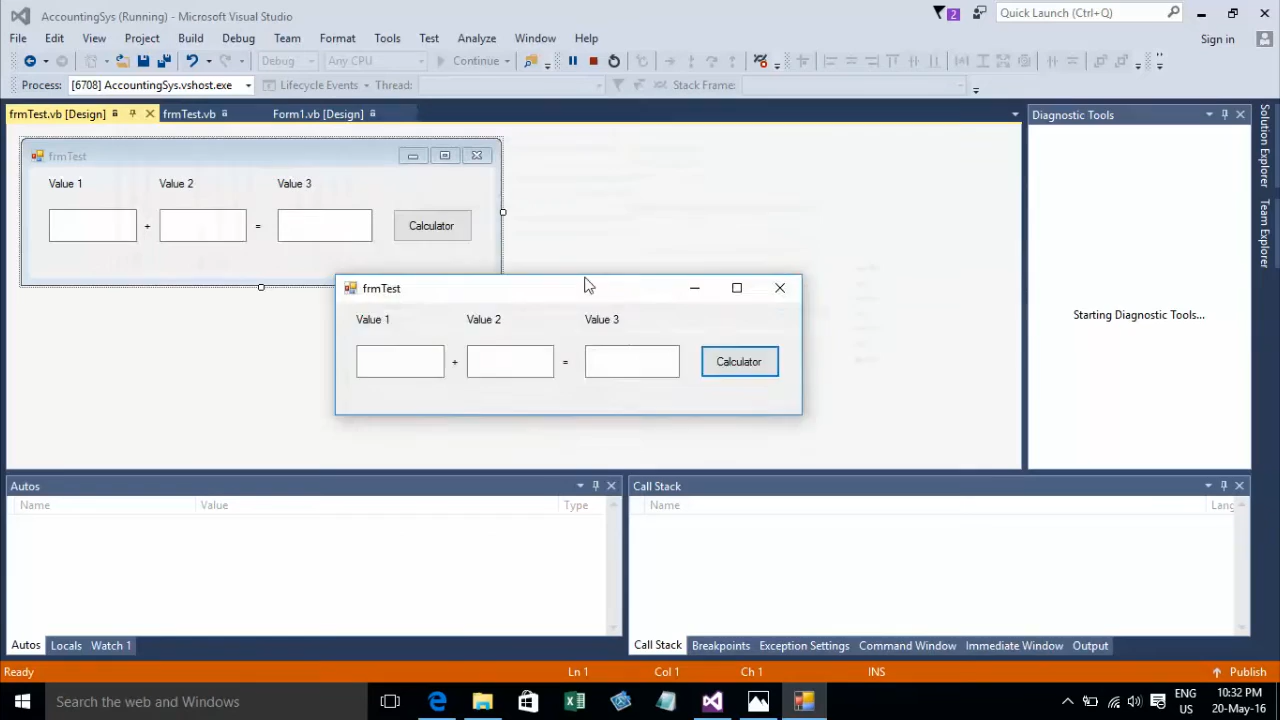 AccountingSys (Running) - Microsoft Visual Studio
2
Quick Launch (Ctrl+Q)
File Edit View Project Build Debug Team Format Tools Test Analyze Window Help
Sign in
Debug Any CPU Continue
Process: [6708] AccountingSys.vshost.exe Lifecycle Events Thread: Stack Frame:
frmTest.vb [Design] frmTest.vb Form1.vb [Design]
Diagnostic Tools
Solution Explorer
Team Explorer
frmTest
Value 1 Value 2 Value 3
+ = Calculator
frmTest
Value 1 Value 2 Value 3
+ = Calculator
Starting Diagnostic Tools...
Autos
Name Value Type
Call Stack
Name Lang
Autos Locals Watch 1
Call Stack Breakpoints Exception Settings Command Window Immediate Window Output
Ready Ln 1 Col 1 Ch 1 INS Publish
Search the web and Windows
ENG
US
10:32 PM
20-May-16